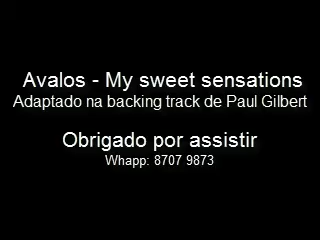 Avalos - My sweet sensations
Adaptado na backing track de Paul Gilbert
Obrigado por assistir
Whapp: 8707 9873